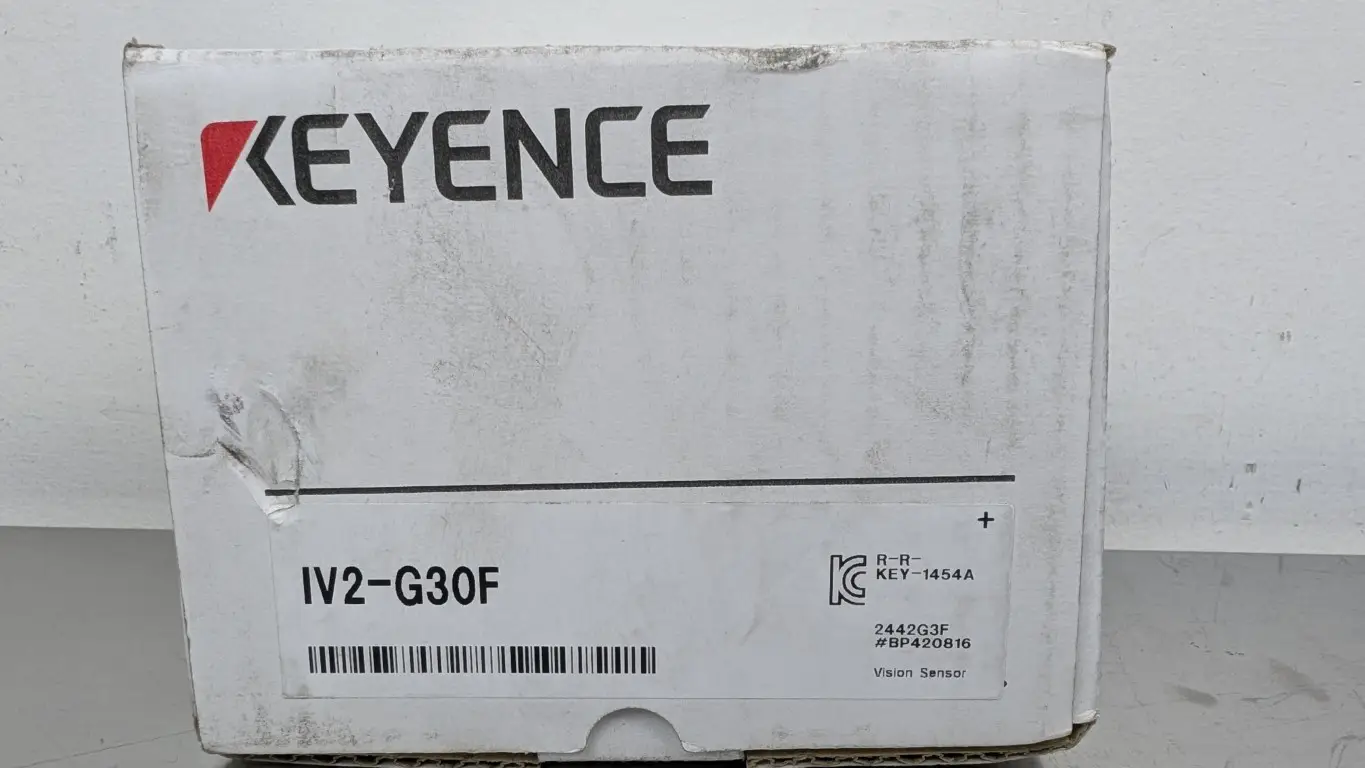 KEYENCE
+
IV2-G30F
R-R-
KEY-1454A
2442G3F
#BP420816
Vision Sensor